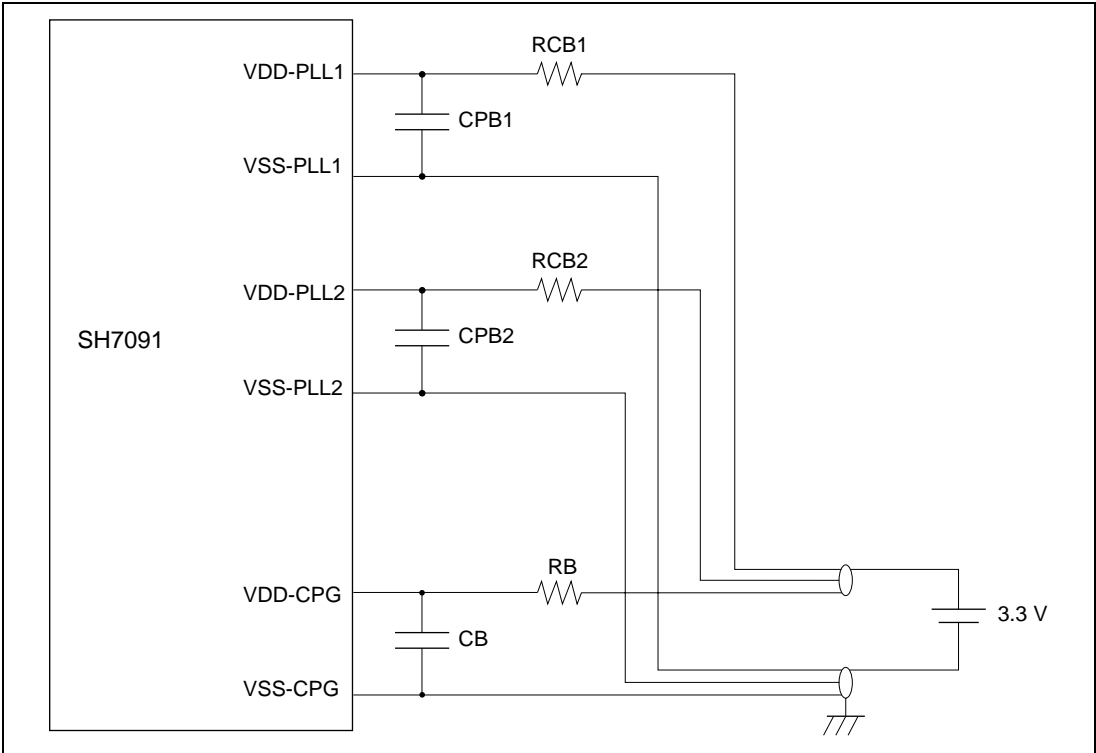 RCB1
VDD-PLL1
CPB1
VSS-PLL1
RCB2
VDD-PLL2
CPB2
SH7091
VSS-PLL2
RB
VDD-CPG
3.3 V
CB
VSS-CPG